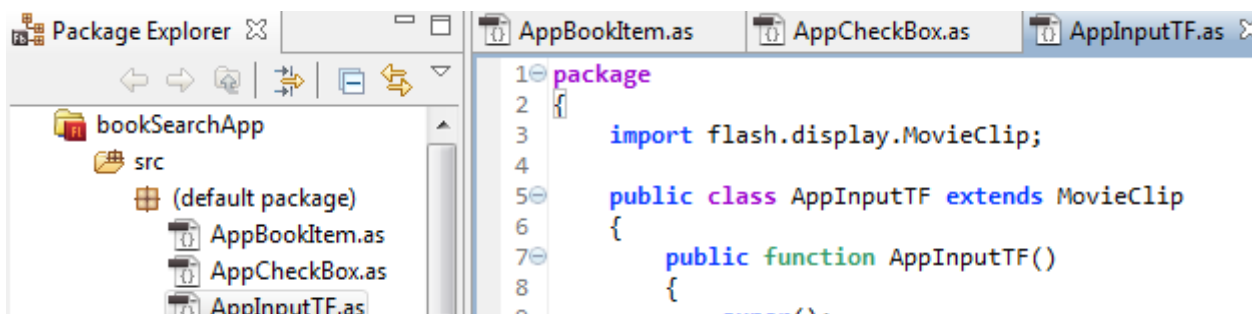 Package Explorer
bookSearchApp
src
(default package)
AppBookItem.as
AppCheckBox.as
AppInputTF.as
AppBookItem.as
AppCheckBox.as
AppInputTF.as
1 package
2 {
3 import flash.display.MovieClip;
4
5 public class AppInputTF extends MovieClip
6 {
7 public function AppInputTF()
8 {
super();